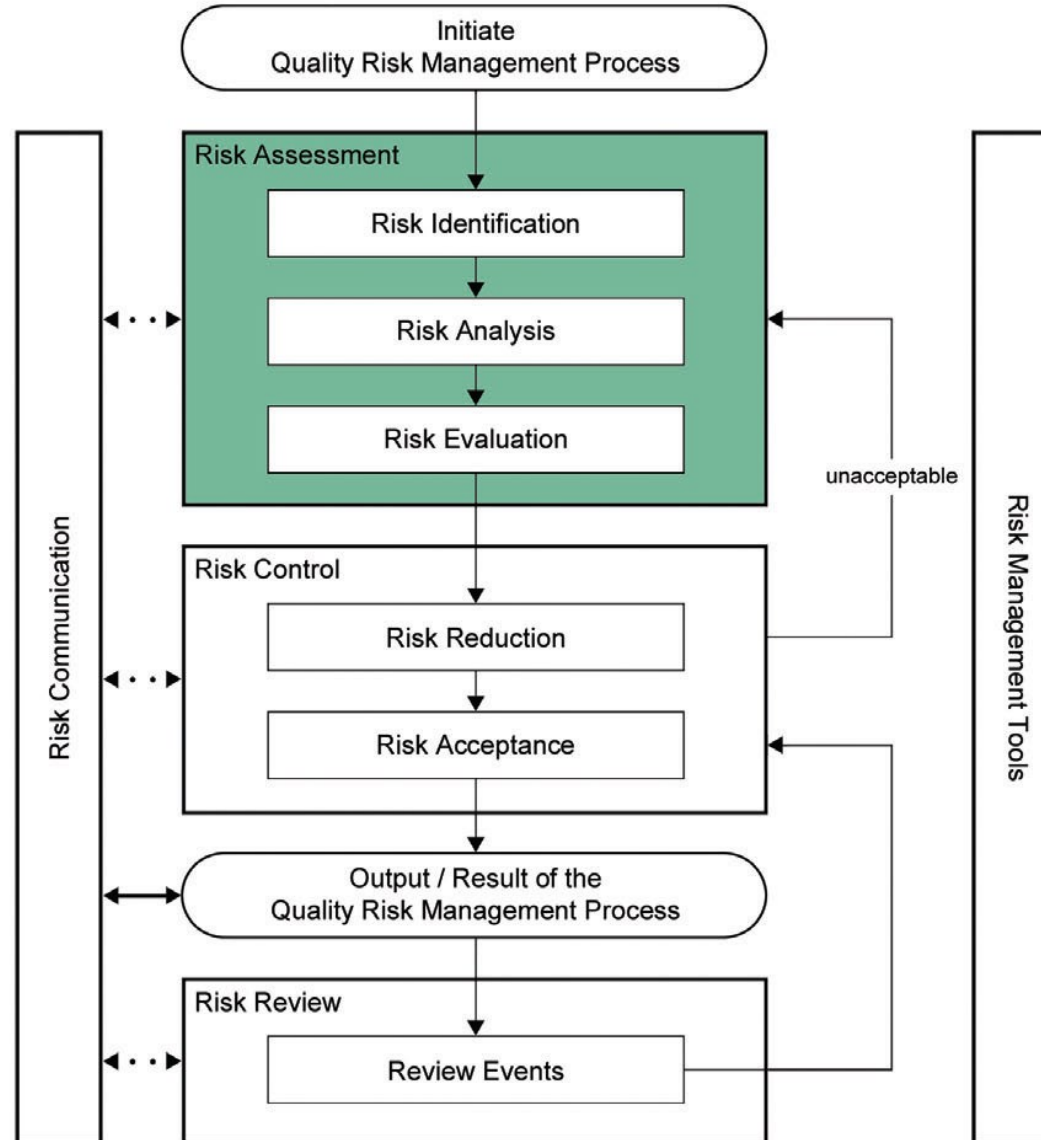 Initiate
Quality Risk Management Process
Risk Assessment
Risk Identification
Risk Analysis
Risk Evaluation
unacceptable
Risk Control
Risk Reduction
Risk Acceptance
Output / Result of the
Quality Risk Management Process
Risk Review
Review Events
Risk Communication
Risk Management Tools